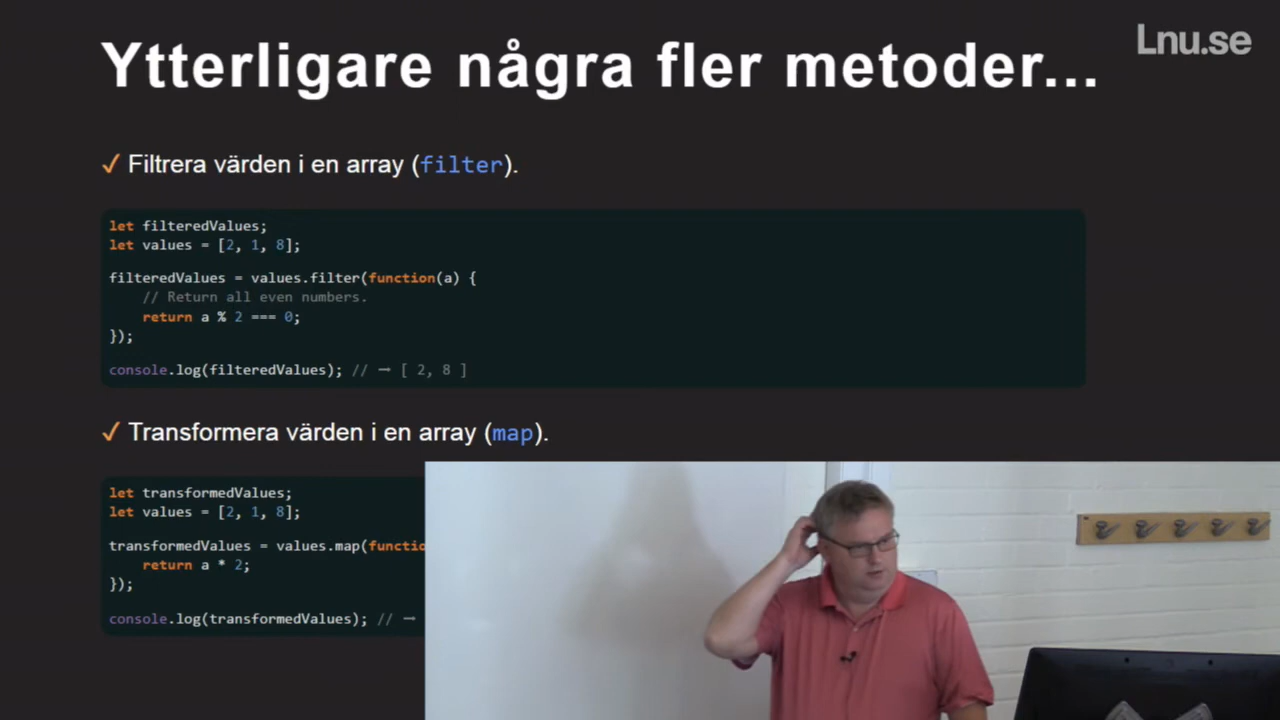 Ytterligare några fler metoder...
Lnu.se
✓ Filtrera värden i en array (filter).
let filteredValues;
let values = [2, 1, 8];
filteredValues = values.filter(function(a) {
    // Return all even numbers.
    return a % 2 === 0;
});
console.log(filteredValues); // → [ 2, 8 ]
✓ Transformera värden i en array (map).
let transformedValues;
let values = [2, 1, 8];
transformedValues = values.map(functio
    return a * 2;
});
console.log(transformedValues); // →